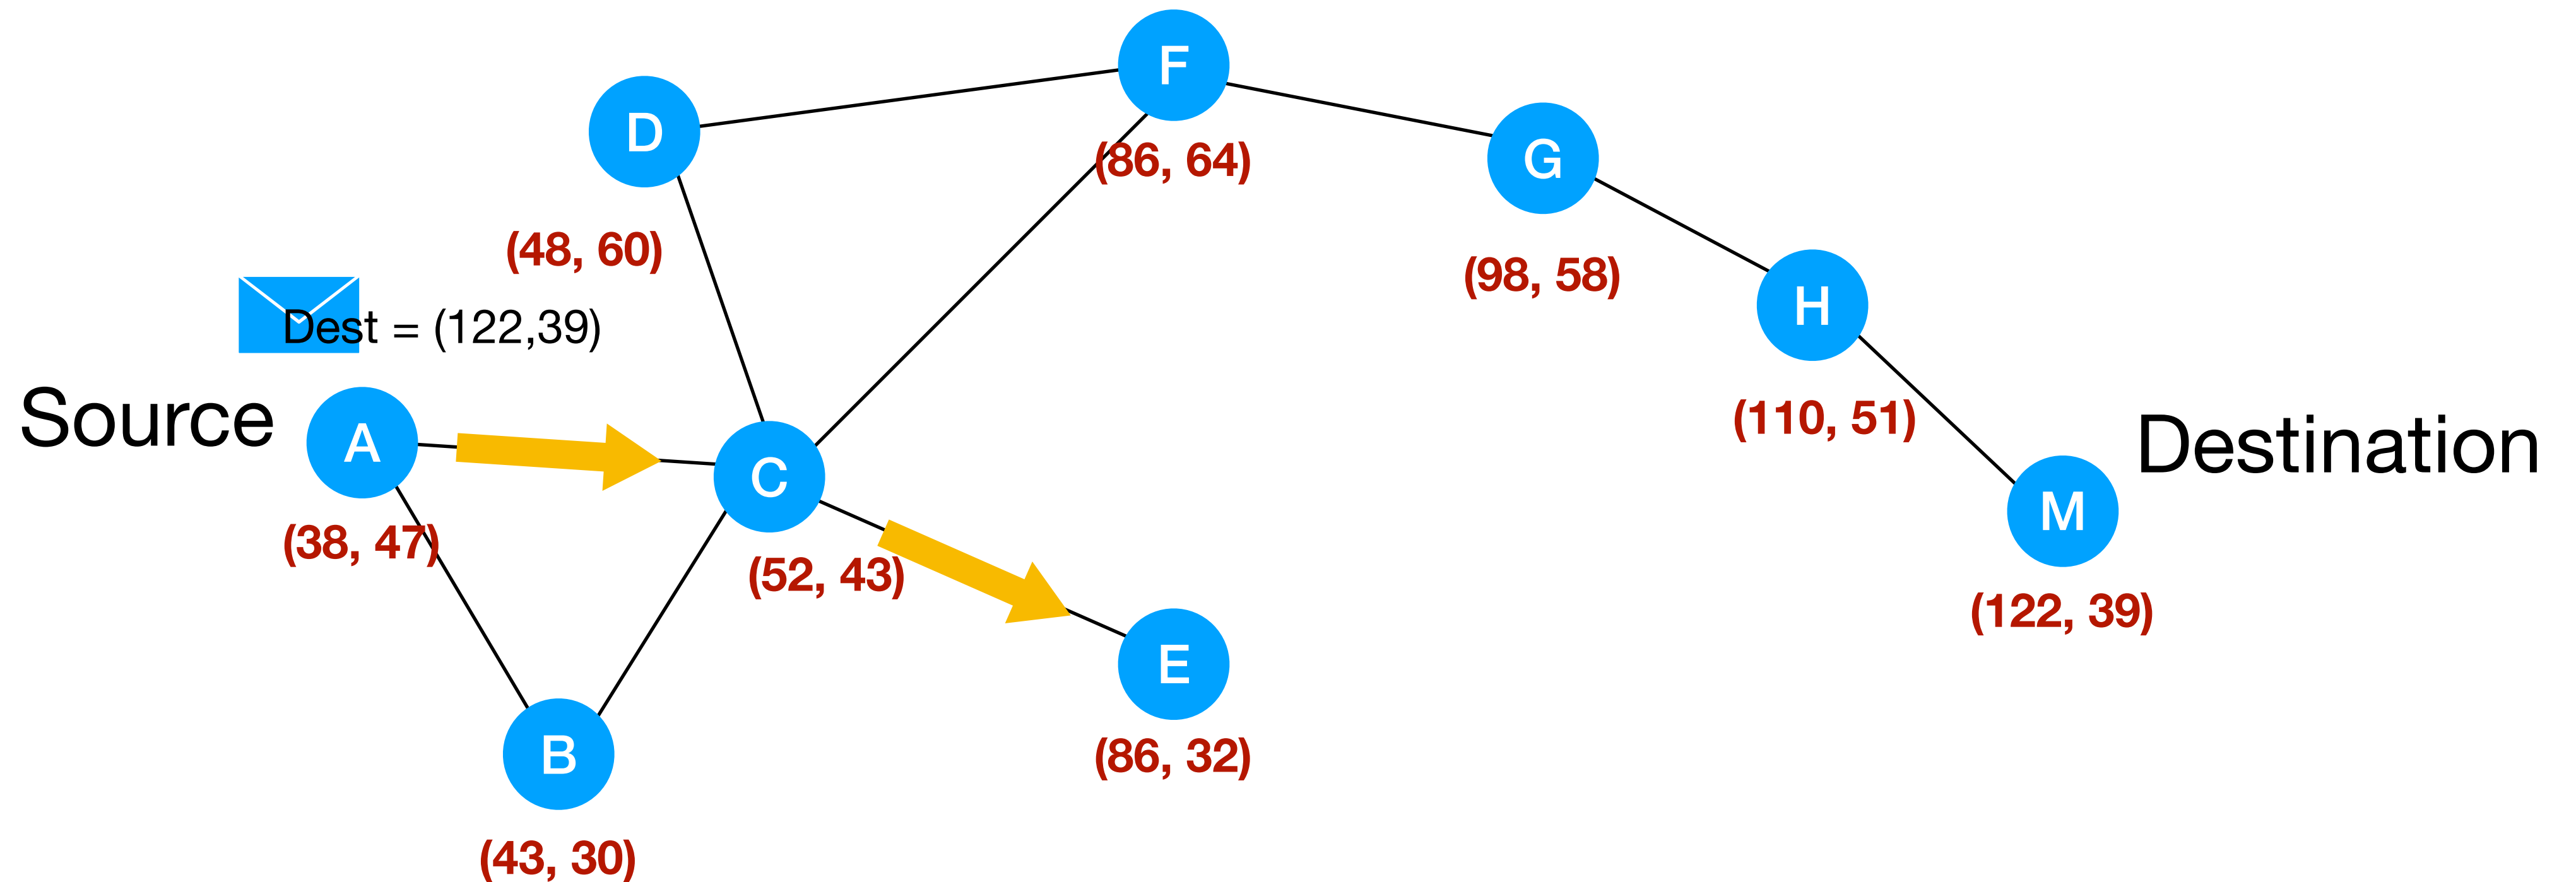 F
D
(86, 64)
G
(48, 60)
(98, 58)
H
Dest = (122,39)
Source
A
(110, 51)
Destination
C
M
(38, 47)
(52, 43)
(122, 39)
E
B
(86, 32)
(43, 30)